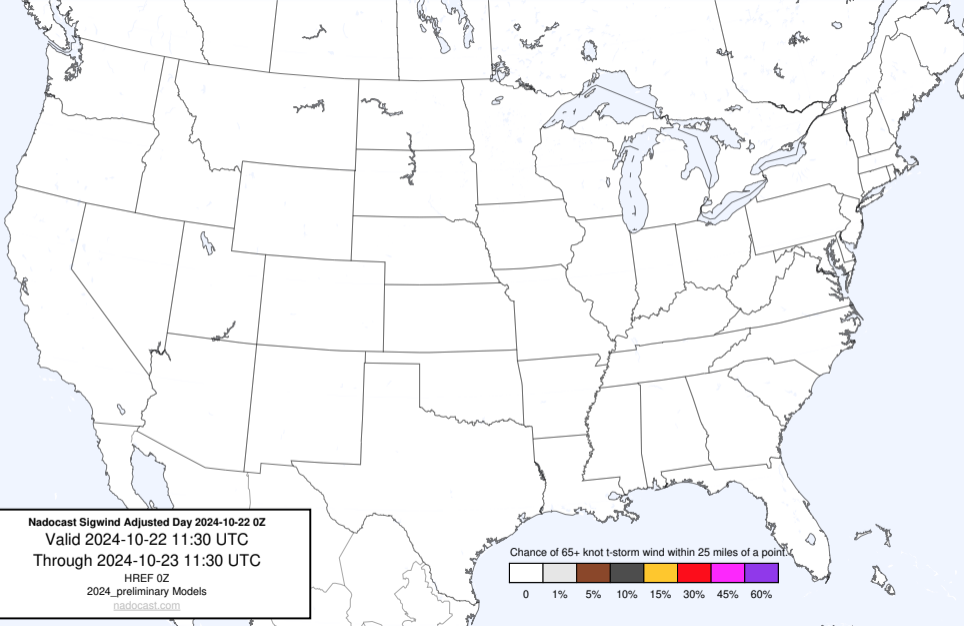 Nadocast Sigwind Adjusted Day 2024-10-22 0Z
Valid 2024-10-22 11:30 UTC
Through 2024-10-23 11:30 UTC
HREF 0Z
2024_preliminary Models
nadocast.com
Chance of 65+ knot t-storm wind within 25 miles of a point.
0 1% 5% 10% 15% 30% 45% 60%